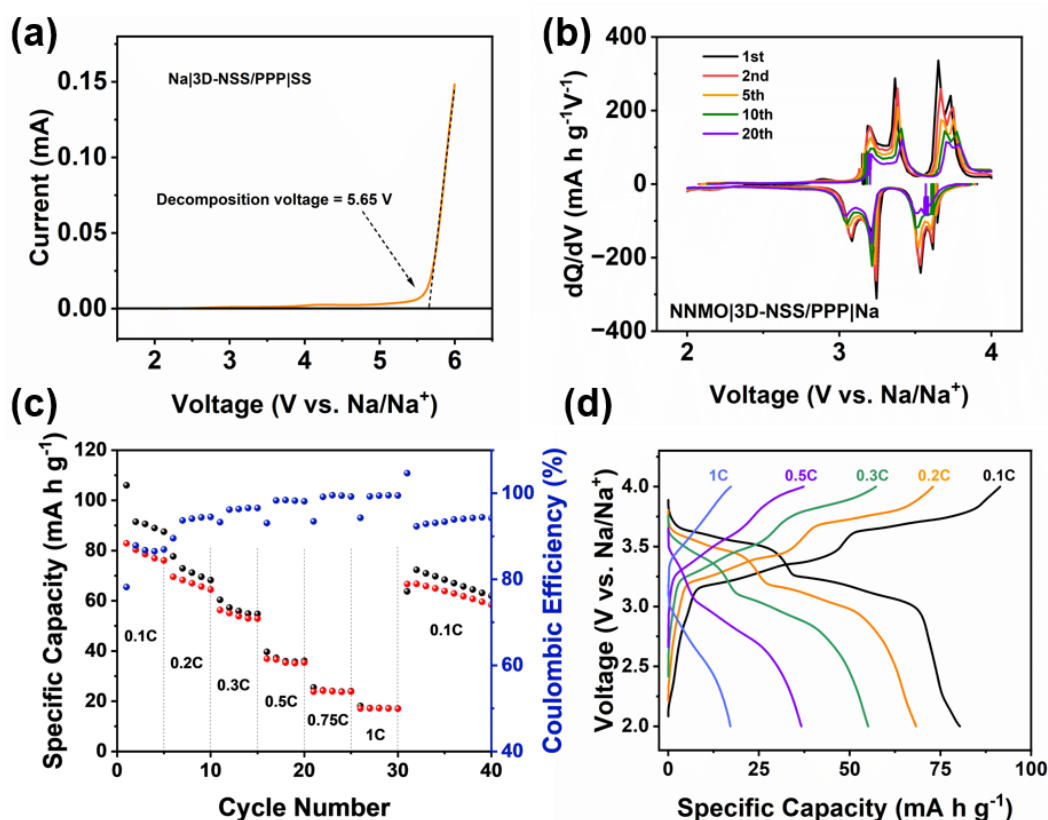 (a)
Na|3D-NSS/PPP|SS
Decomposition voltage = 5.65 V
Current (mA)
0.15
0.10
0.05
0.00
2 3 4 5 6
Voltage (V vs. Na/Na⁺)
(b)
1st
2nd
5th
10th
20th
NNMO|3D-NSS/PPP|Na
dQ/dV (mA h g⁻¹V⁻¹)
400
200
0
−200
−400
2 3 4
Voltage (V vs. Na/Na⁺)
(c)
Specific Capacity (mA h g⁻¹)
120
100
80
60
40
20
0
0.1C
0.2C
0.3C
0.5C
0.75C
1C
0.1C
100
80
60
40
Coulombic Efficiency (%)
0 10 20 30 40
Cycle Number
(d)
1C 0.5C 0.3C 0.2C 0.1C
Voltage (V vs. Na/Na⁺)
4.0
3.5
3.0
2.5
2.0
0 25 50 75 100
Specific Capacity (mA h g⁻¹)